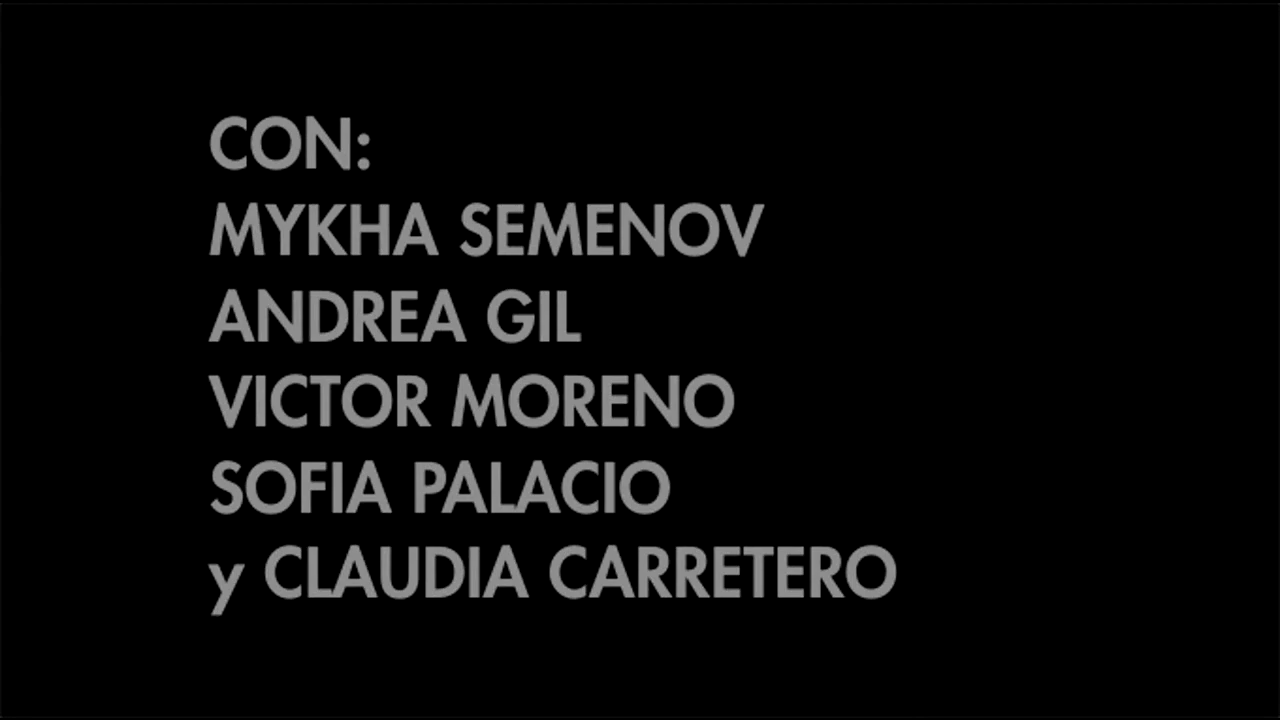 CON:
MYKHA SEMENOV
ANDREA GIL
VICTOR MORENO
SOFIA PALACIO
y CLAUDIA CARRETERO